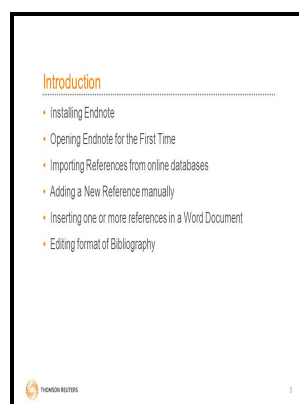 Introduction
• Installing Endnote
• Opening Endnote for the First Time
• Importing References from online databases
• Adding a New Reference manually
• Inserting one or more references in a Word Document
• Editing format of Bibliography
THOMSON REUTERS
3